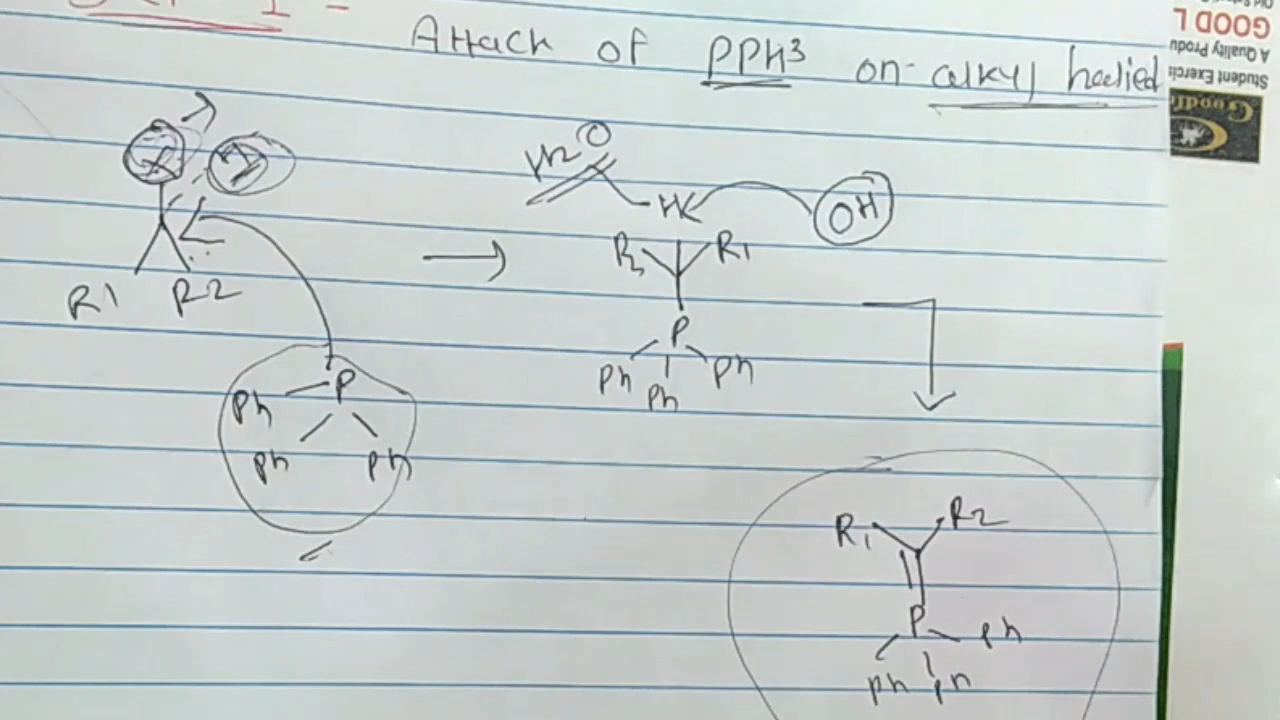 Attack of PPh3 on alkyl halied
H2O
H
OH
R1 R2
R2 R1
P
Ph Ph Ph
Ph P
Ph Ph
R1 R2
P
Ph Ph Ph
GOOD L
A Quality Produ
Student Exercis
Goodl